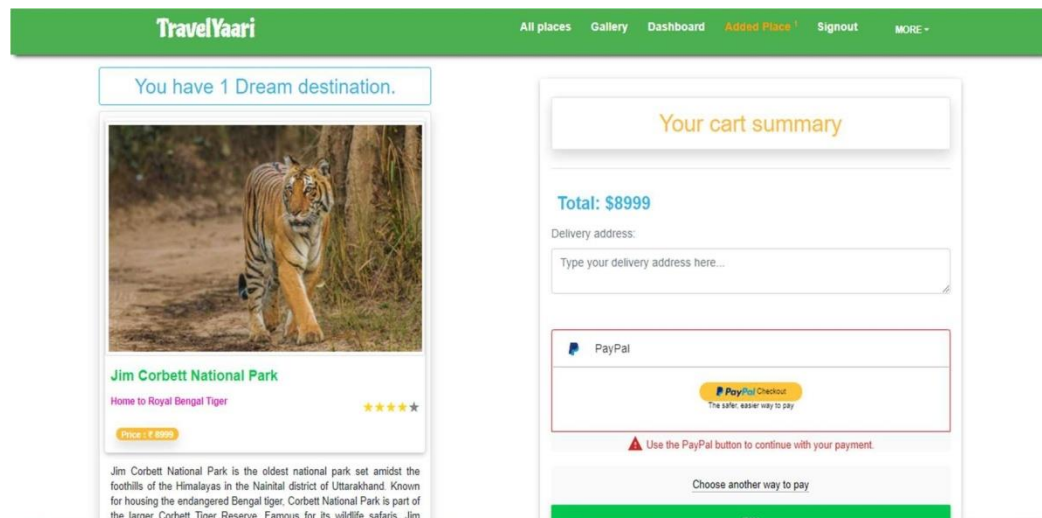 TravelYaari
All places Gallery Dashboard Added Place 1 Signout MORE
You have 1 Dream destination.
Jim Corbett National Park
Home to Royal Bengal Tiger
Price : ₹ 8999
Jim Corbett National Park is the oldest national park set amidst the
foothills of the Himalayas in the Nainital district of Uttarakhand. Known
for housing the endangered Bengal tiger, Corbett National Park is part of
the larger Corbett Tiger Reserve. Famous for its wildlife safaris, Jim
Your cart summary
Total: $8999
Delivery address:
Type your delivery address here...
PayPal
PayPal Checkout
The safer, easier way to pay
Use the PayPal button to continue with your payment.
Choose another way to pay